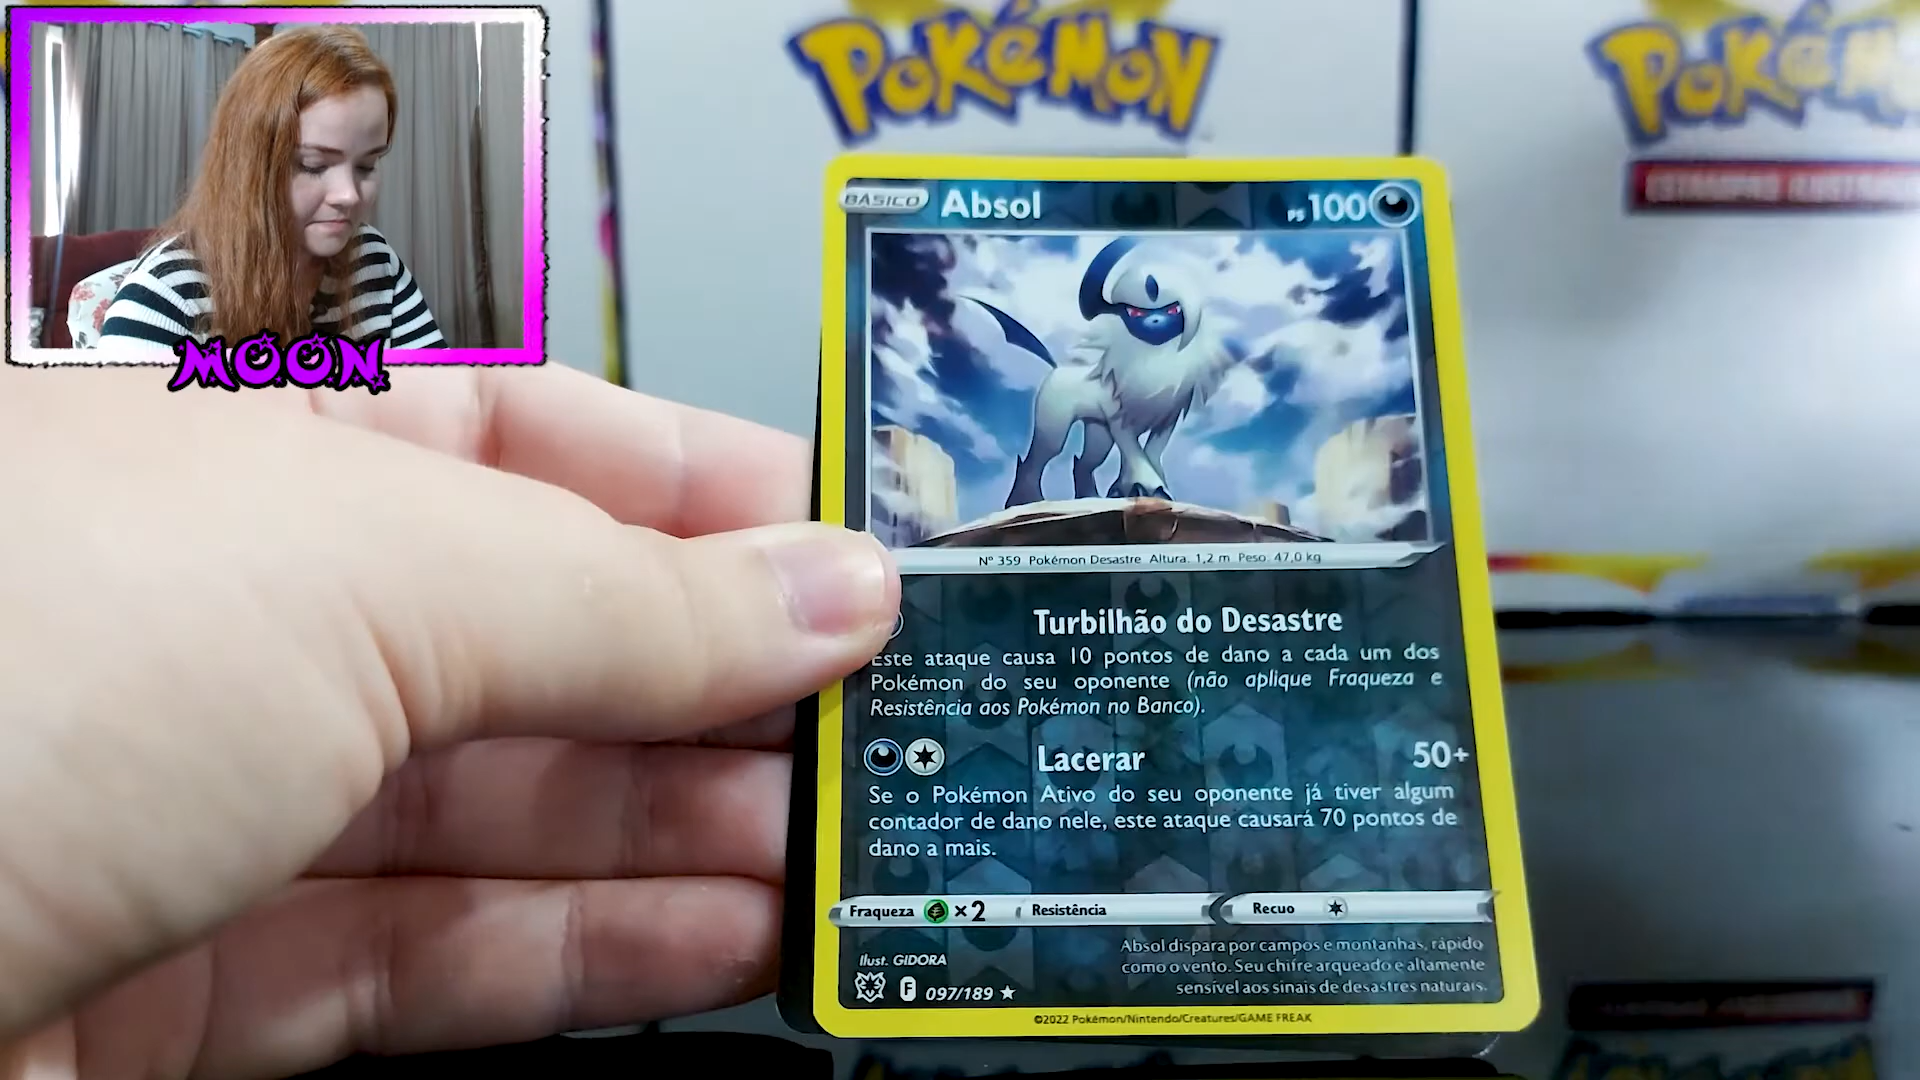 POKÉMON
POKÉM
MOON
BÁSICO
Absol
PS 100
Nº 359 Pokémon Desastre Altura: 1,2 m Peso: 47,0 kg
Turbilhão do Desastre
Este ataque causa 10 pontos de dano a cada um dos
Pokémon do seu oponente (não aplique Fraqueza e
Resistência aos Pokémon no Banco).
Lacerar 50+
Se o Pokémon Ativo do seu oponente já tiver algum
contador de dano nele, este ataque causará 70 pontos de
dano a mais.
Fraqueza ×2 Resistência Recuo
Ilust. GIDORA
F 097/189 ★
Absol dispara por campos e montanhas, rápido
como o vento. Seu chifre arqueado e altamente
sensível aos sinais de desastres naturais.
©2022 Pokémon/Nintendo/Creatures/GAME FREAK